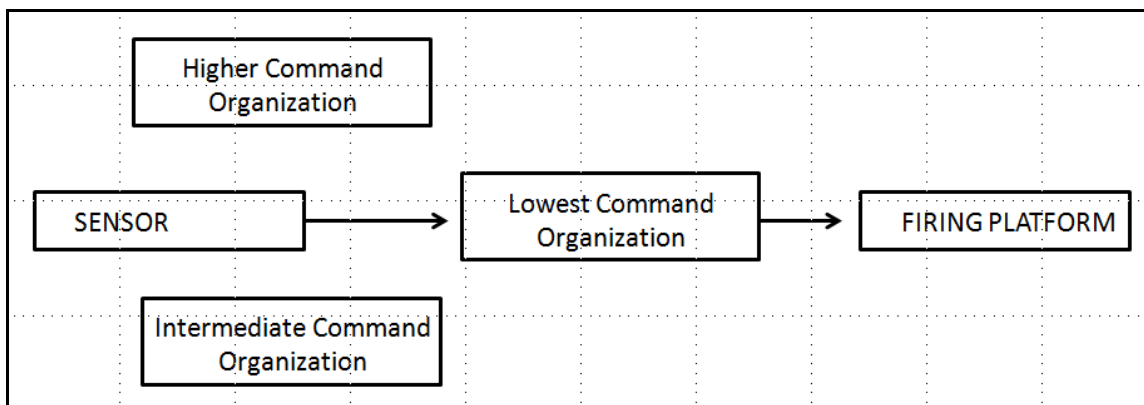 Higher Command
Organization
SENSOR
Lowest Command
Organization
FIRING PLATFORM
Intermediate Command
Organization